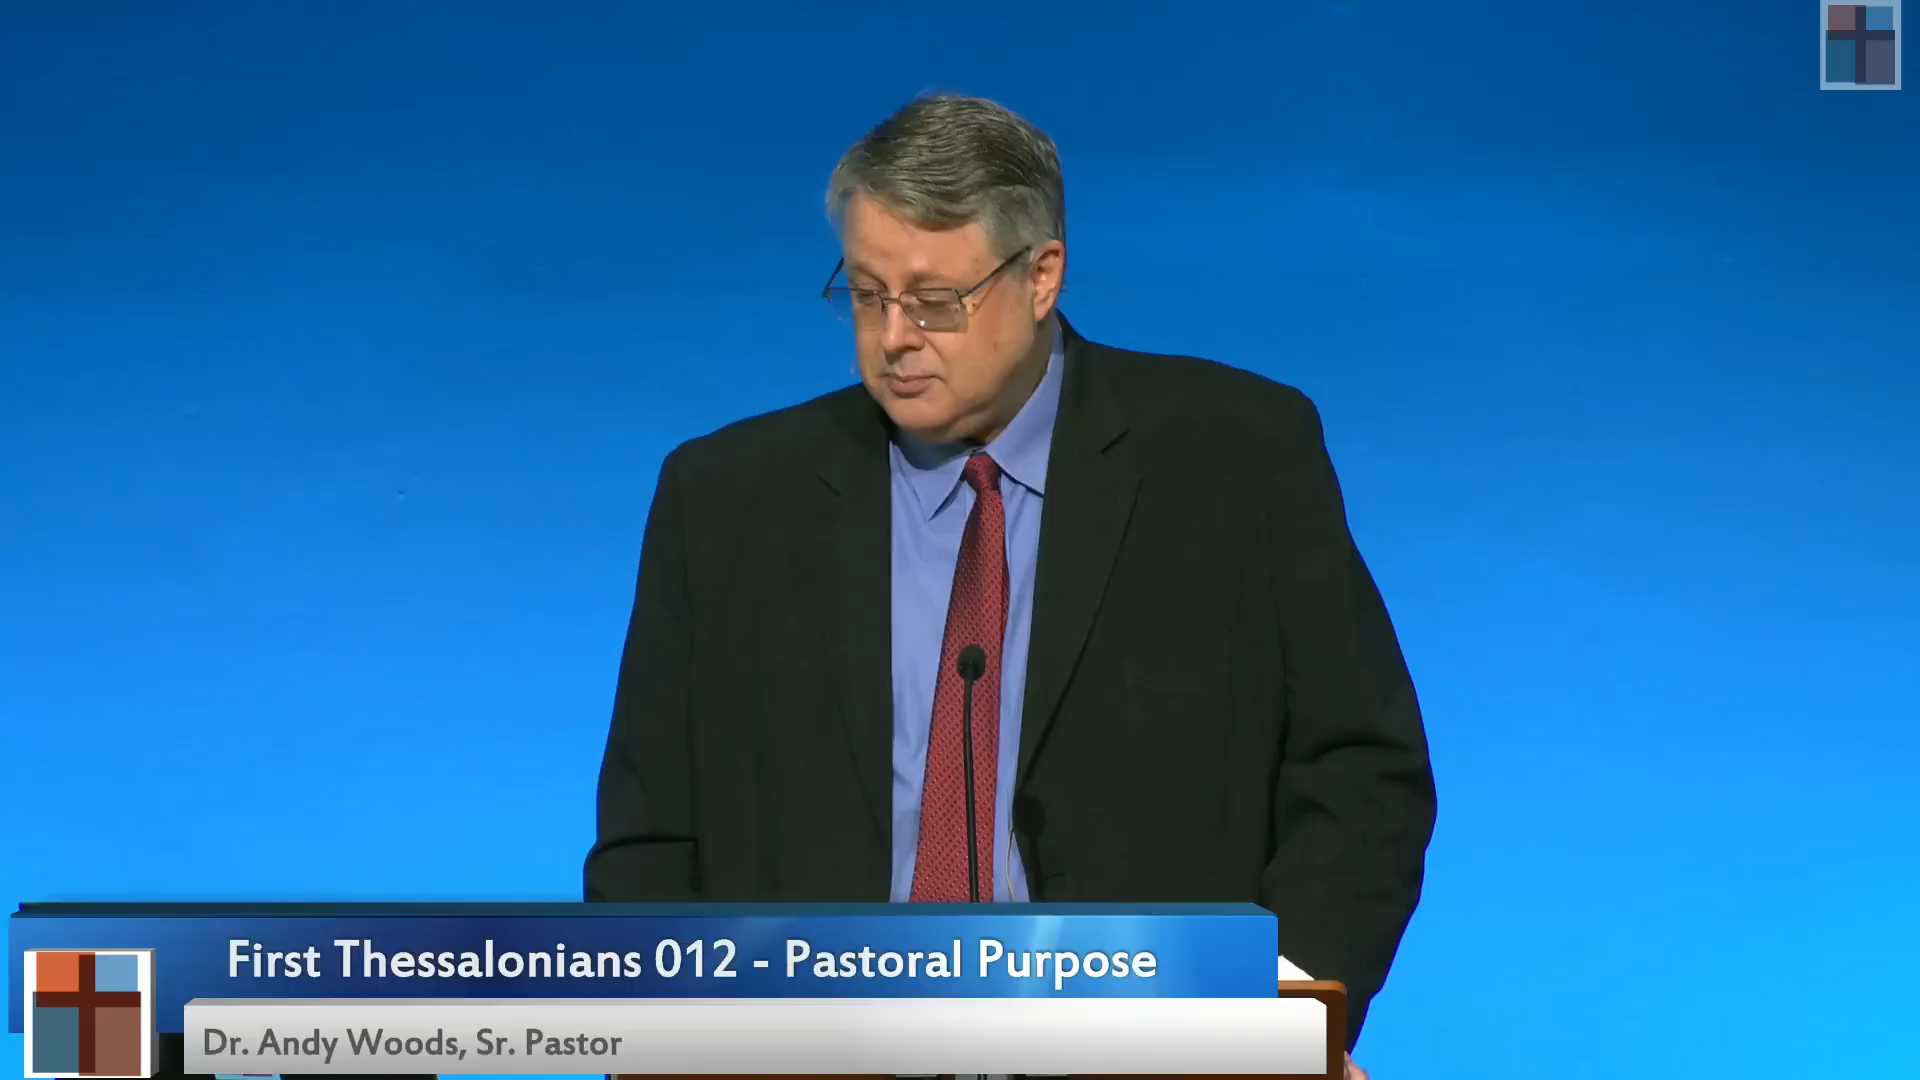 First Thessalonians 012 - Pastoral Purpose
Dr. Andy Woods, Sr. Pastor